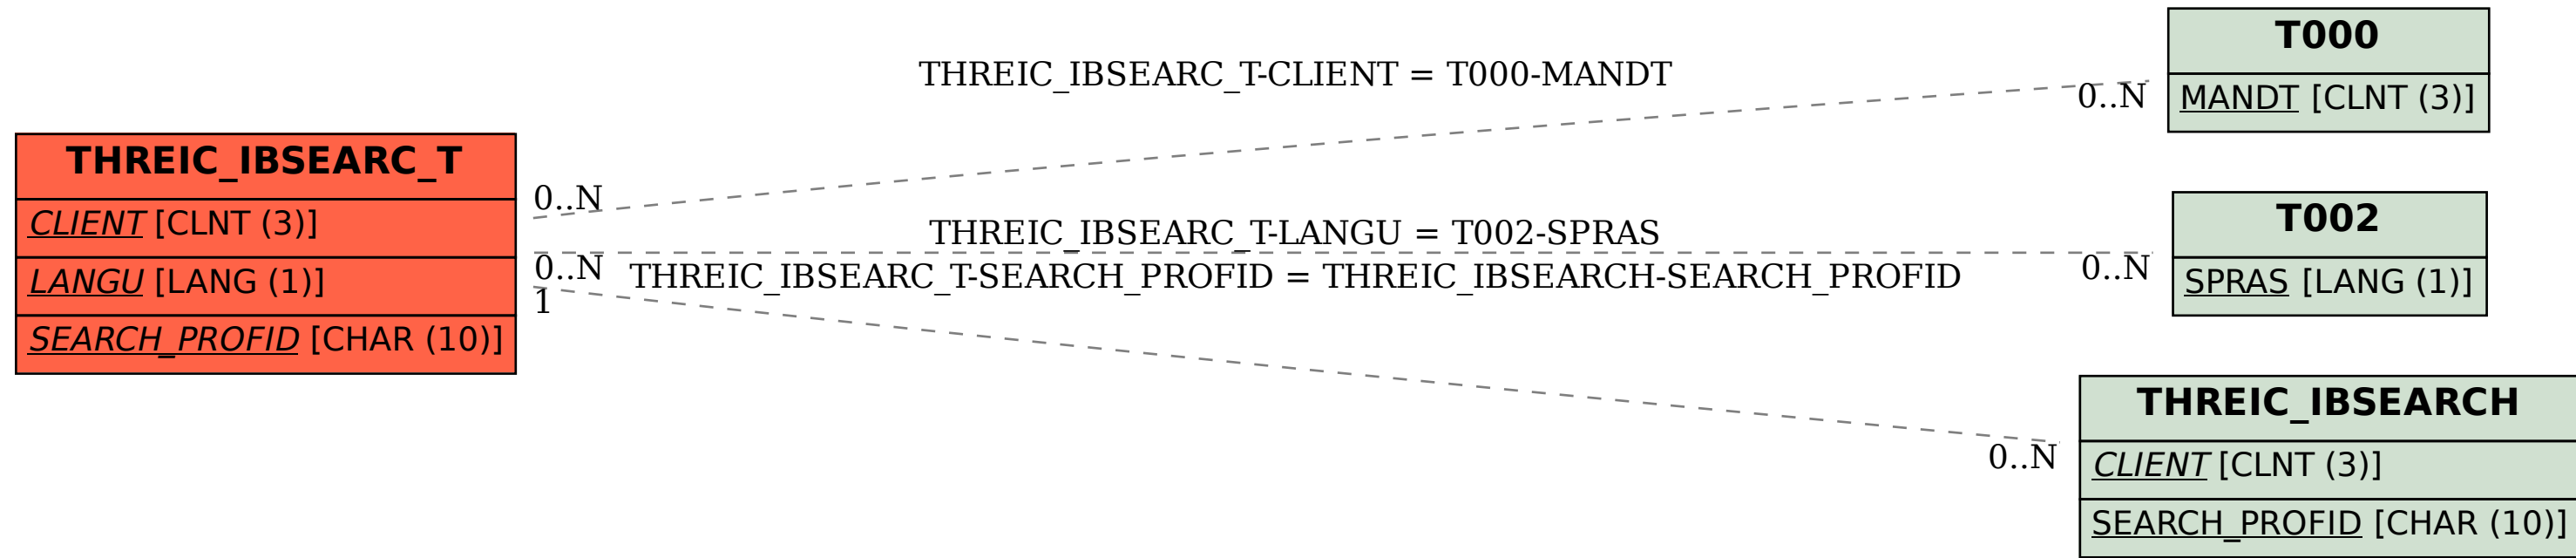 THREIC_IBSEARC_T
CLIENT [CLNT (3)]
LANGU [LANG (1)]
SEARCH_PROFID [CHAR (10)]
THREIC_IBSEARC_T-CLIENT = T000-MANDT
0..N
0..N
THREIC_IBSEARC_T-LANGU = T002-SPRAS
0..N
0..N
THREIC_IBSEARC_T-SEARCH_PROFID = THREIC_IBSEARCH-SEARCH_PROFID
1
0..N
T000
MANDT [CLNT (3)]
T002
SPRAS [LANG (1)]
THREIC_IBSEARCH
CLIENT [CLNT (3)]
SEARCH_PROFID [CHAR (10)]